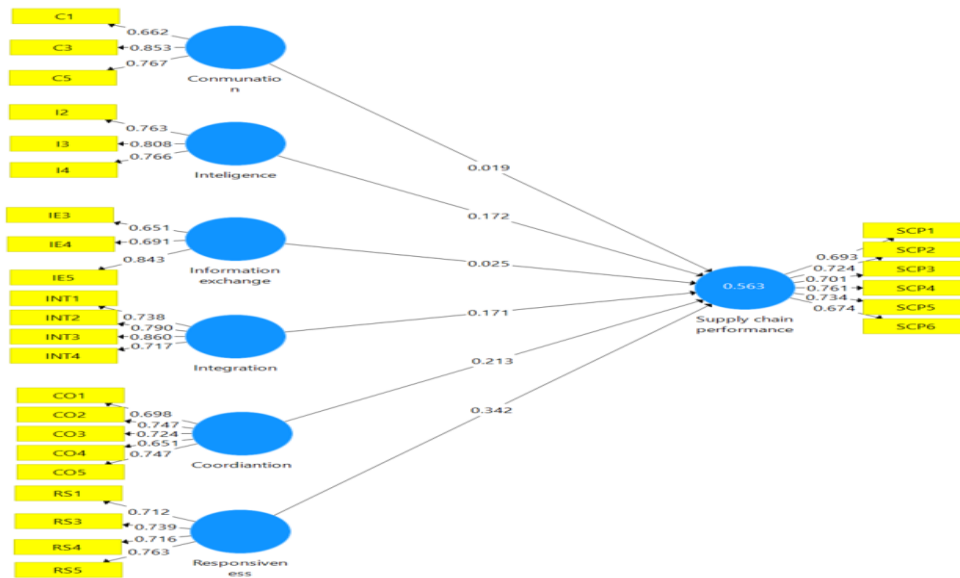 C1
0.662
C3
0.853
C5
0.767
Conmunatio
n
I2
0.763
I3
0.808
I4
0.766
Inteligence
IE3
0.651
IE4
0.691
IE5
0.843
Information
exchange
INT1
0.738
INT2
0.790
INT3
0.860
INT4
0.717
Integration
CO1
0.698
CO2
0.747
CO3
0.724
CO4
0.651
CO5
0.747
Coordiantion
RS1
0.712
RS3
0.739
RS4
0.716
RS5
0.763
Responsiven
ess
0.019
0.172
0.025
0.171
0.213
0.342
0.563
Supply chain
performance
SCP1
0.693
SCP2
0.724
SCP3
0.701
SCP4
0.761
SCP5
0.734
SCP6
0.674